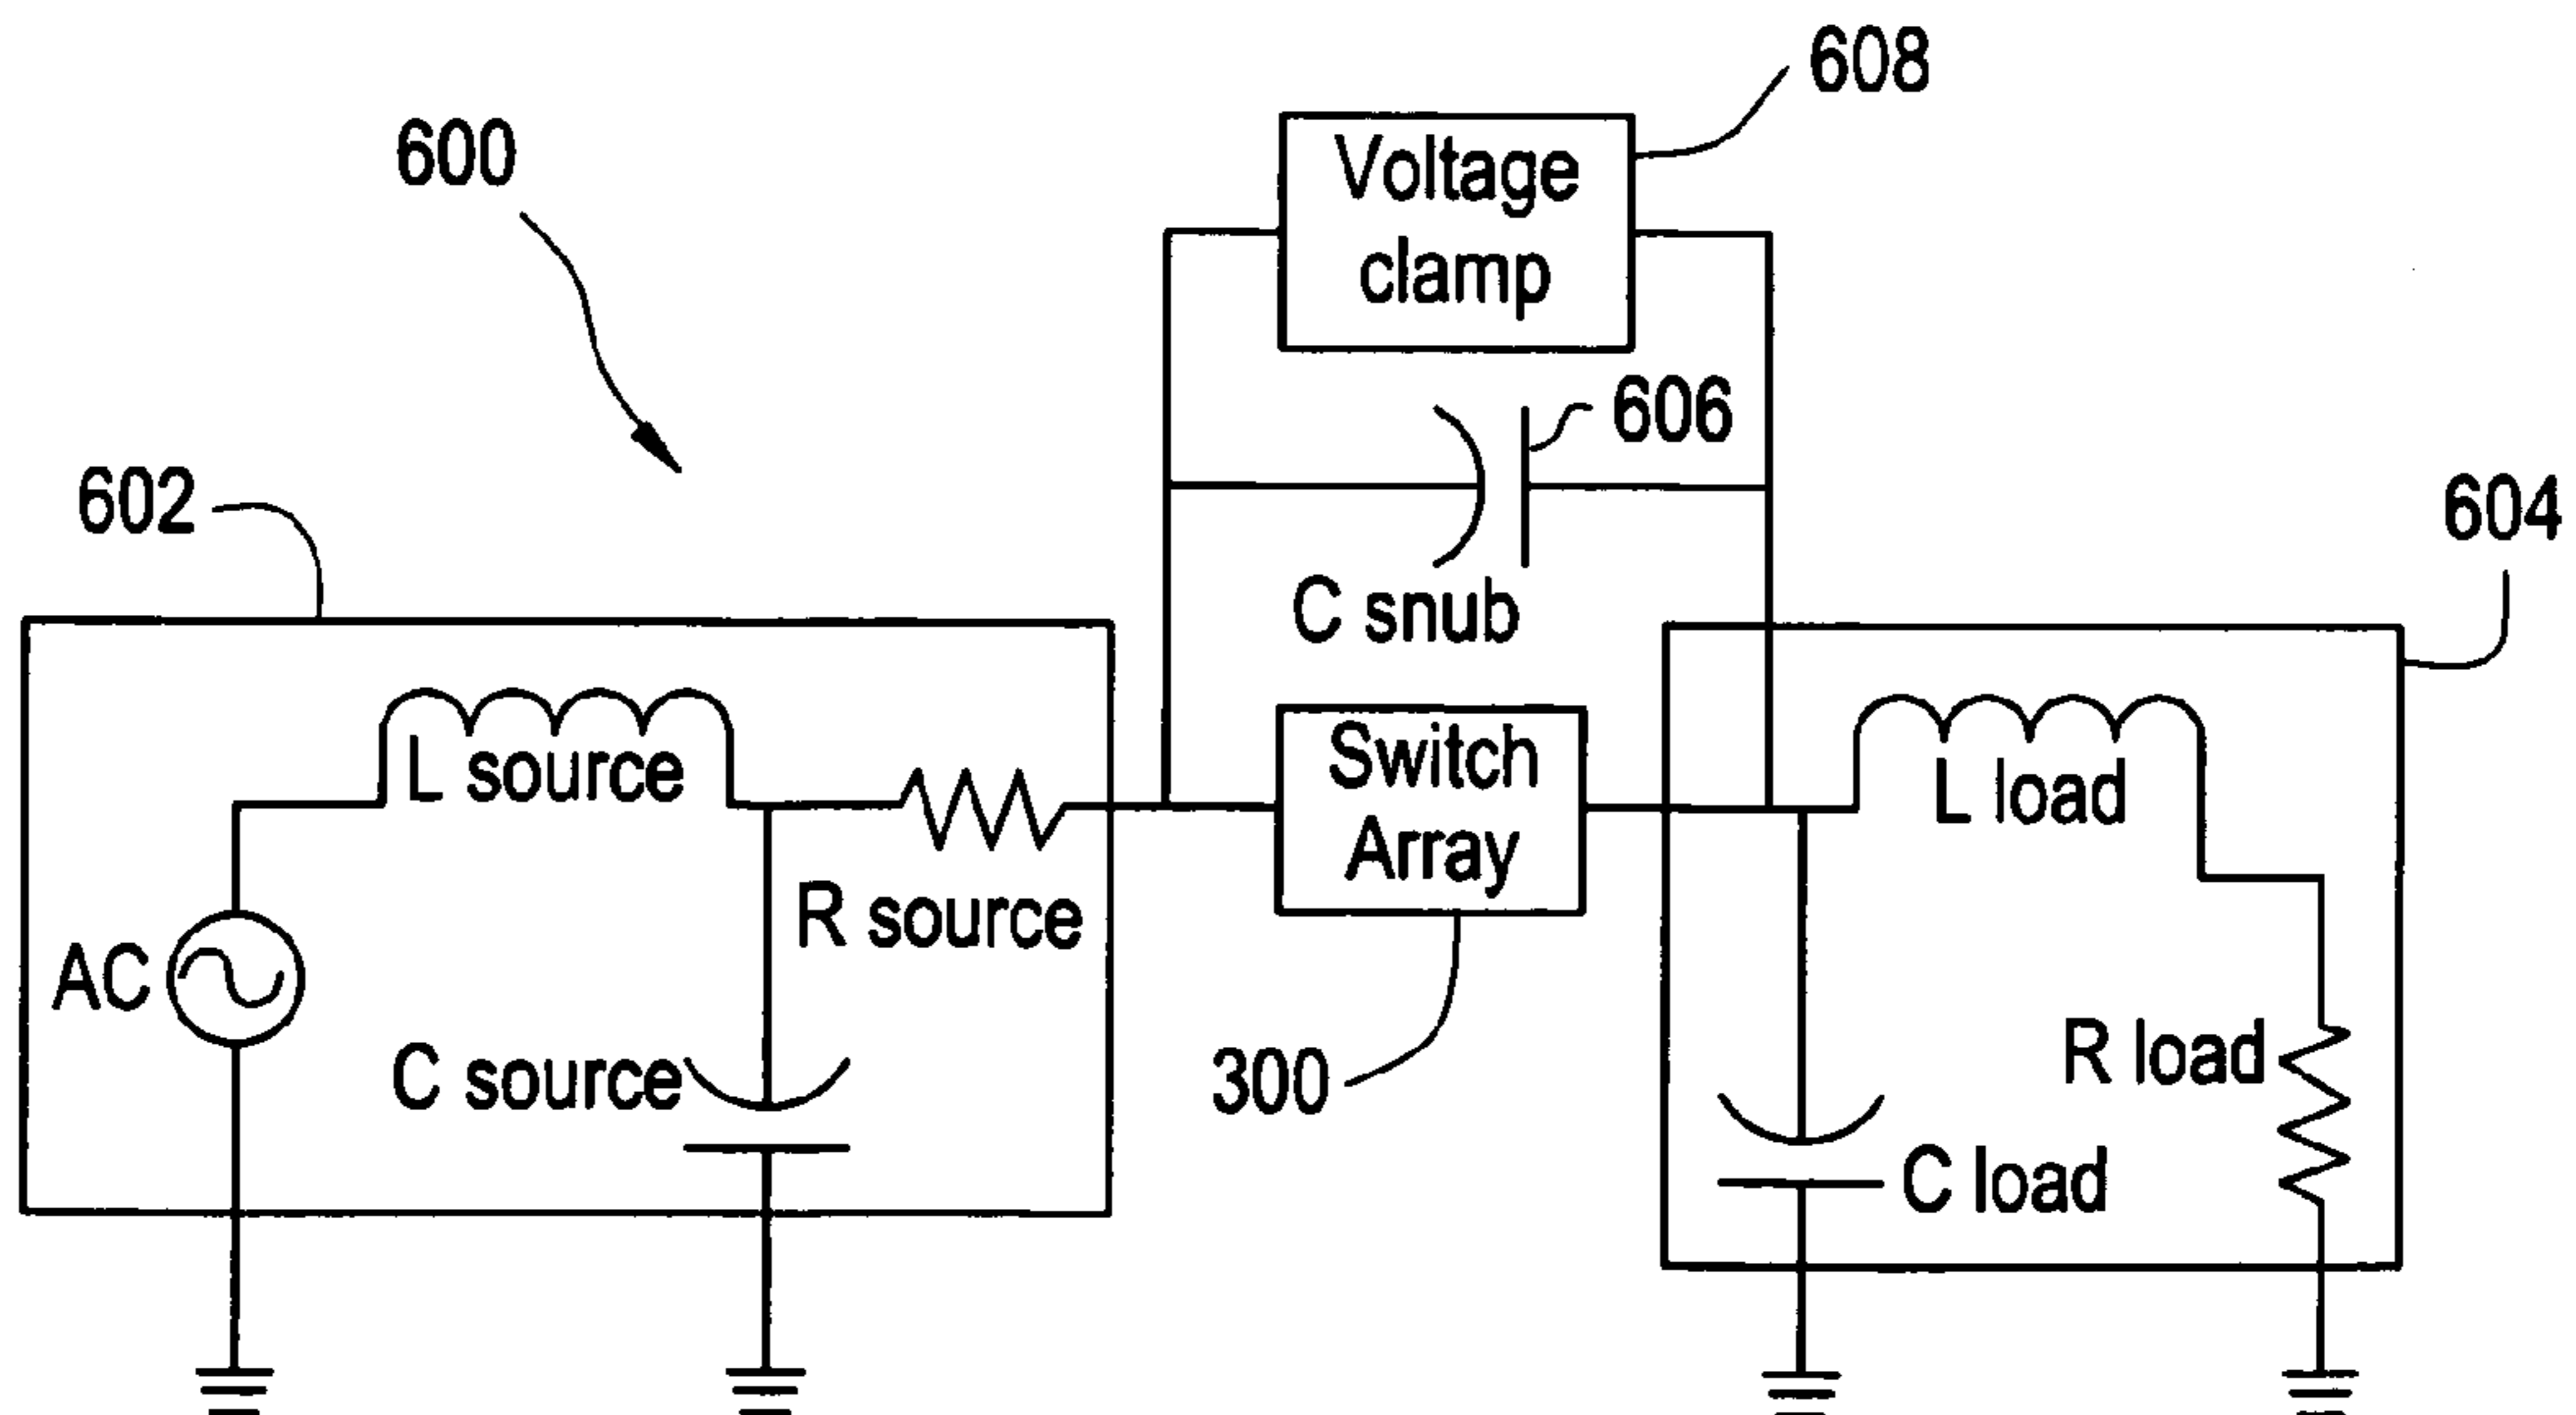 608
600
Voltage
clamp
606
602
604
C snub
L source
Switch
Array
L load
R source
AC
C source
300
R load
C load